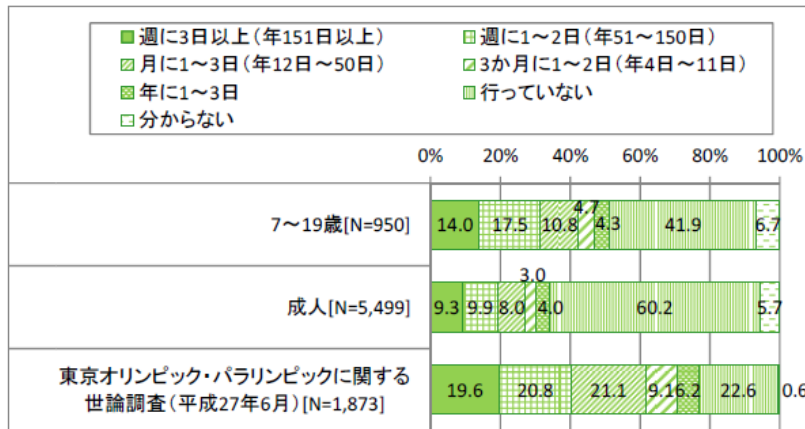 週に3日以上(年151日以上) 週に1~2日(年51~150日)
月に1~3日(年12日~50日) 3か月に1~2日(年4日~11日)
年に1~3日 行っていない
分からない
0% 20% 40% 60% 80% 100%
7~19歳[N=950] 14.0 17.5 10.8 4.7 4.3 41.9 6.7
成人[N=5,499] 9.3 9.9 8.0 3.0 4.0 60.2 5.7
東京オリンピック・パラリンピックに関する
世論調査(平成27年6月)[N=1,873] 19.6 20.8 21.1 9.1 6.2 22.6 0.6